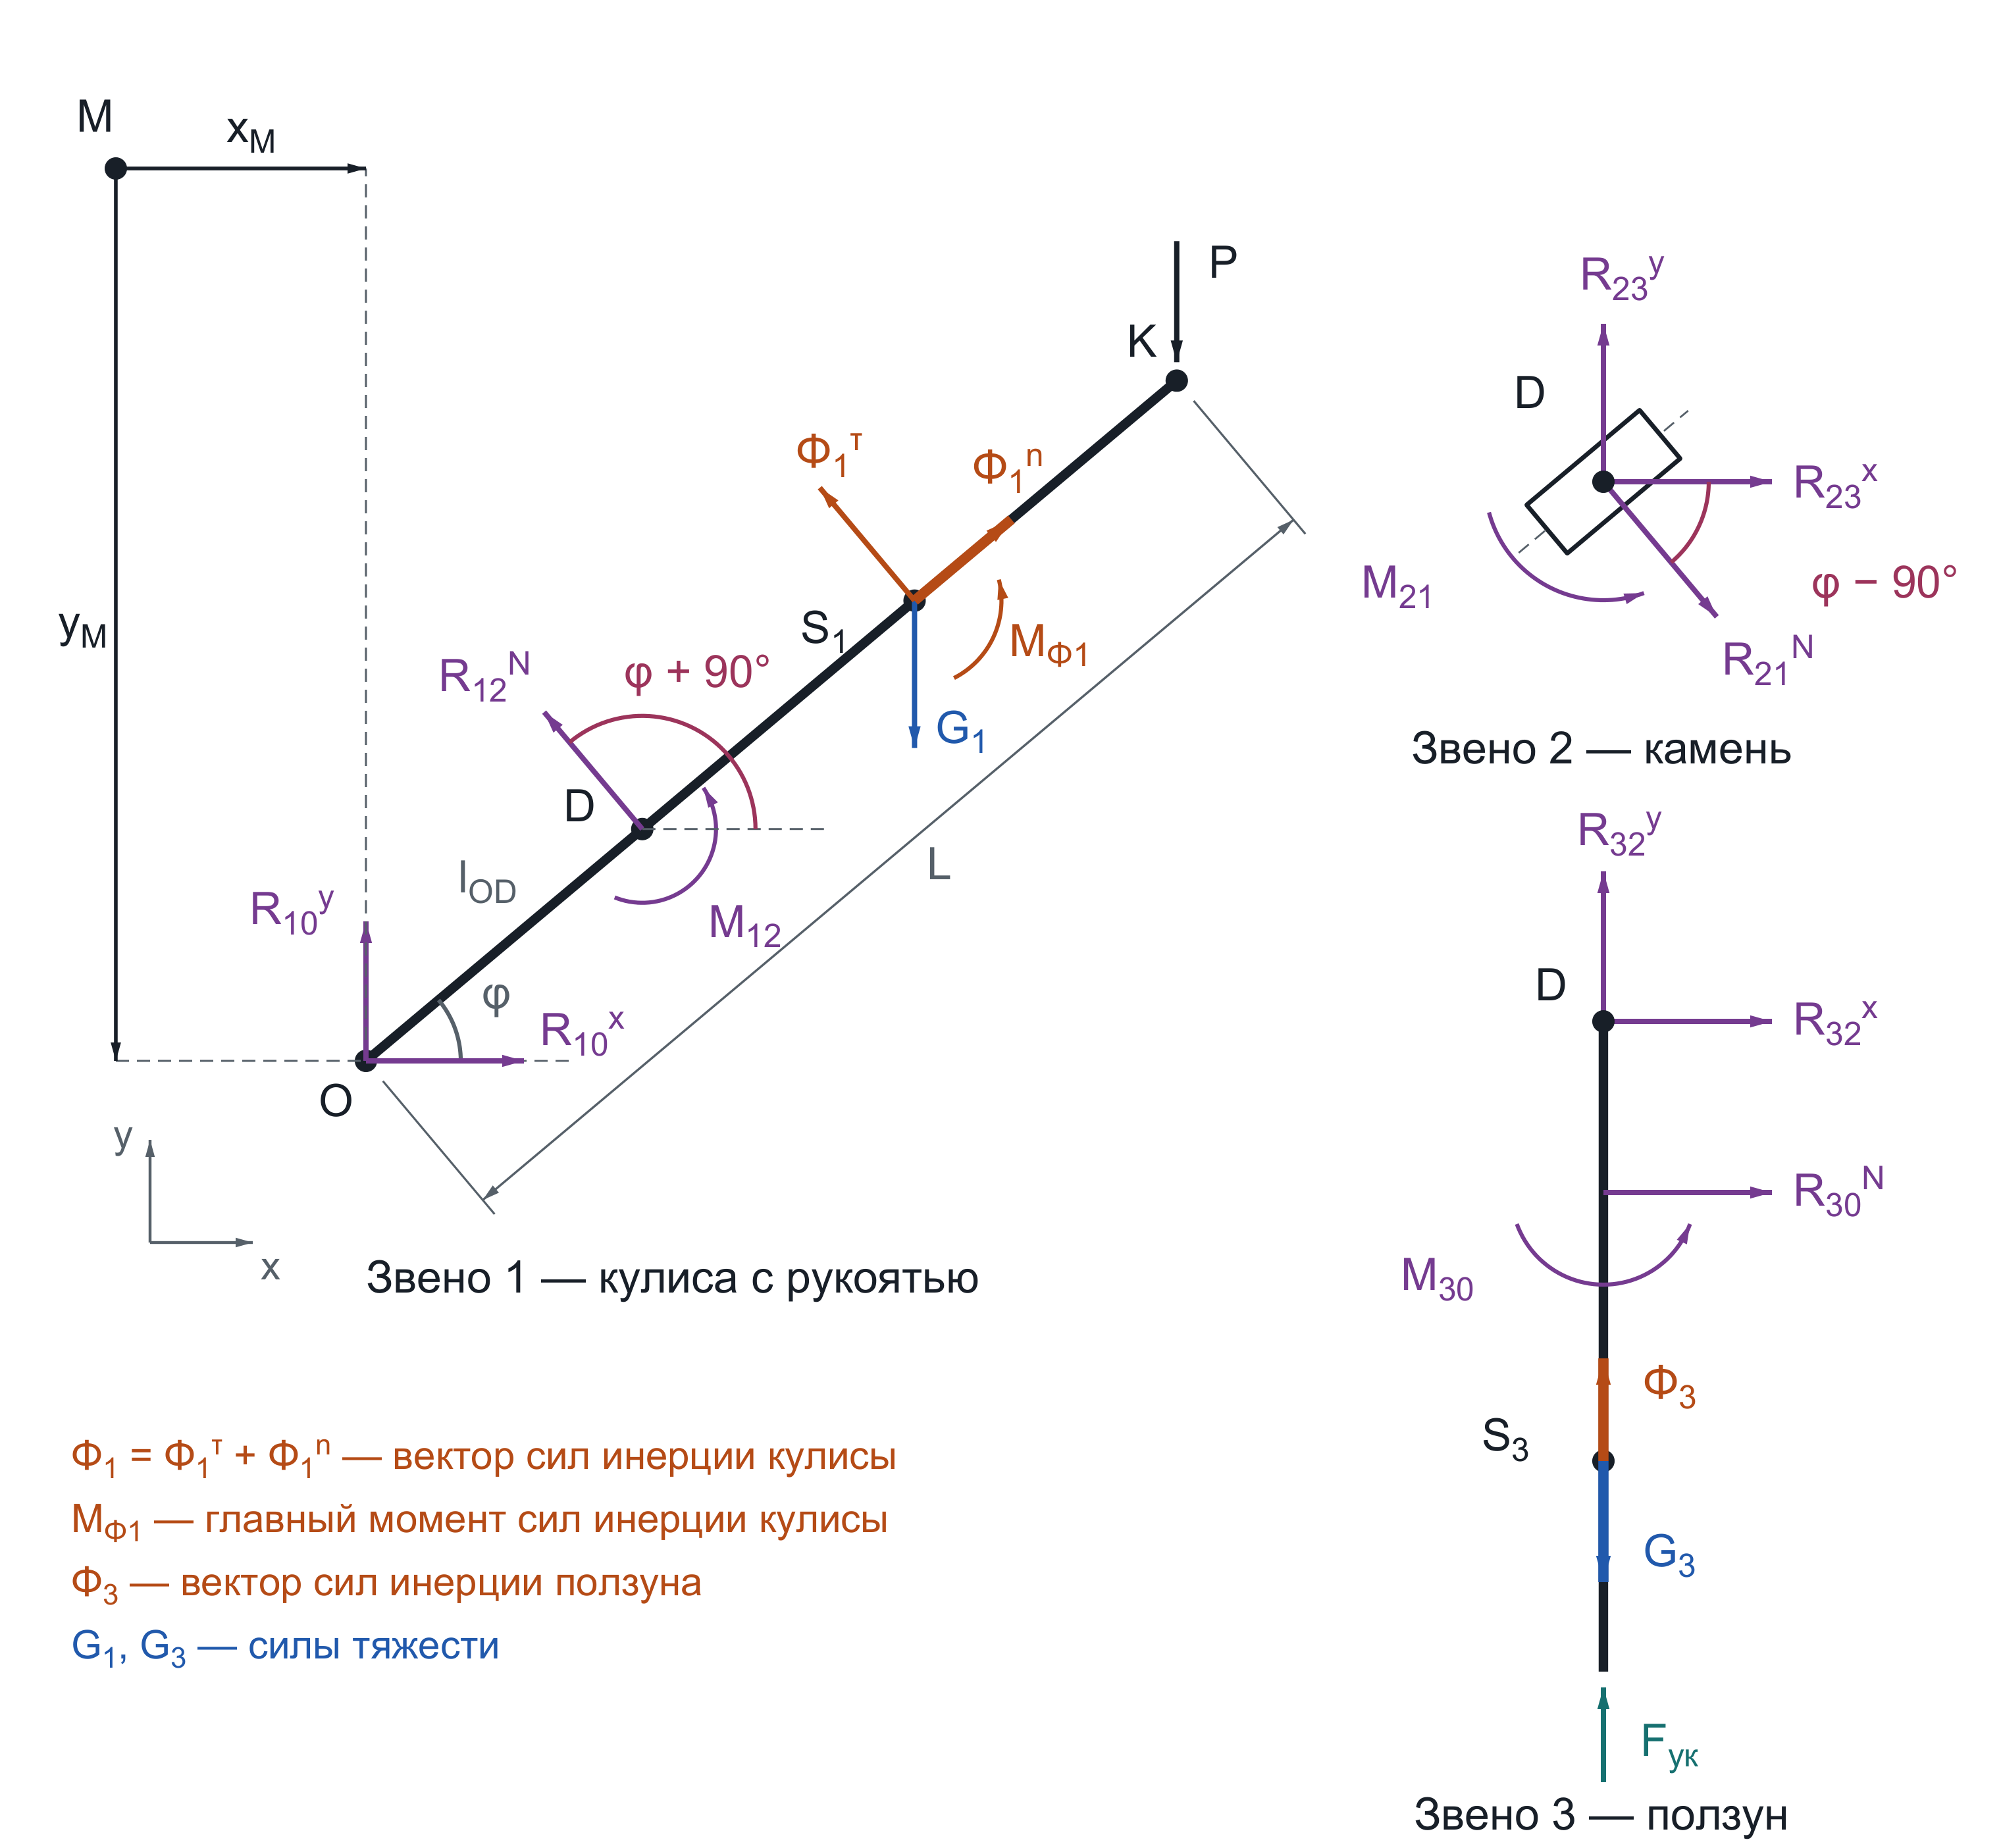 M
x_M
y_M
P
K
Φ₁ᵀ
Φ₁ⁿ
S₁
M_Φ1
G₁
R₁₂ᴺ
φ + 90°
D
l_OD
M₁₂
L
R₁₀ʸ
φ
R₁₀ˣ
O
y
x
Звено 1 — кулиса с рукоятью
R₂₃ʸ
D
R₂₃ˣ
M₂₁
φ − 90°
R₂₁ᴺ
Звено 2 — камень
R₃₂ʸ
D
R₃₂ˣ
R₃₀ᴺ
M₃₀
Φ₃
S₃
G₃
F_ук
Звено 3 — ползун
Φ₁ = Φ₁ᵀ + Φ₁ⁿ — вектор сил инерции кулисы
M_Φ1 — главный момент сил инерции кулисы
Φ₃ — вектор сил инерции ползуна
G₁, G₃ — силы тяжести